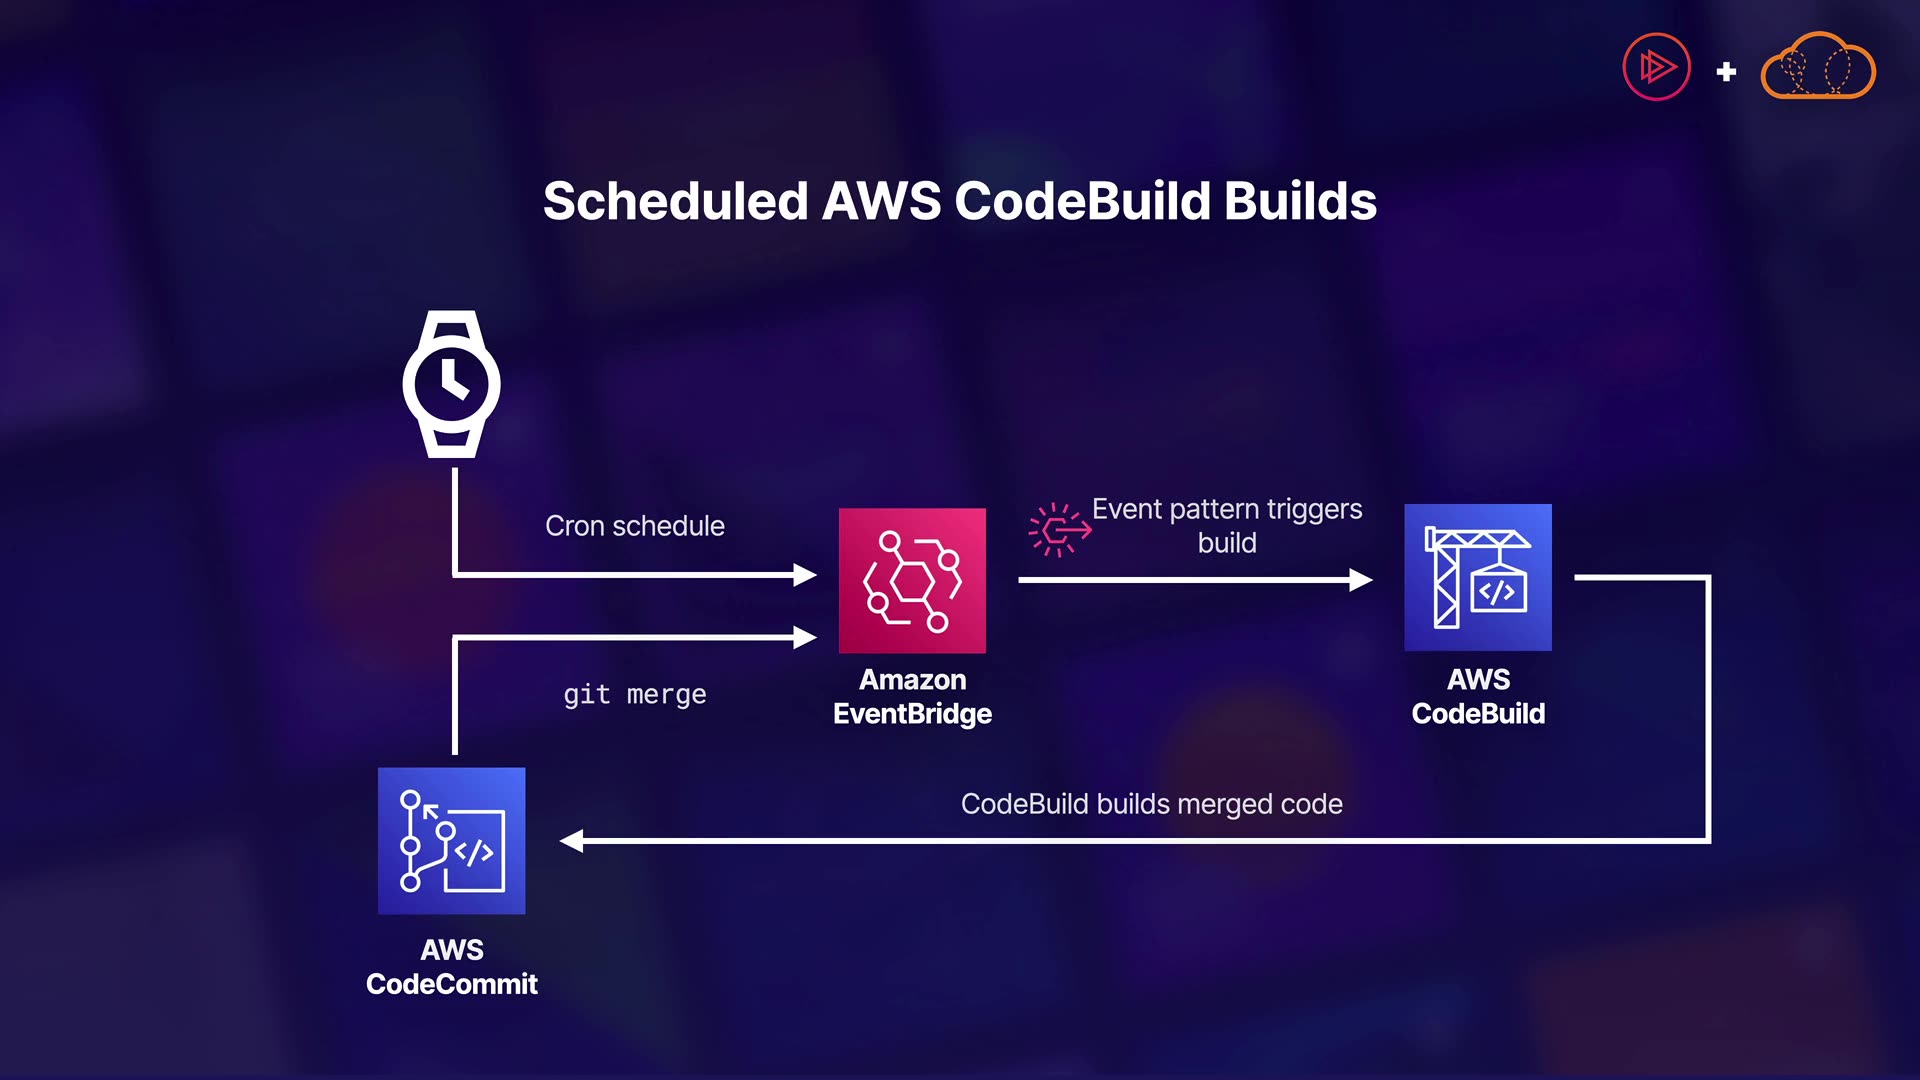 Scheduled AWS CodeBuild Builds
Cron schedule
Event pattern triggers
build
</>
Amazon
EventBridge
AWS
CodeBuild
git merge
CodeBuild builds merged code
</>
AWS
CodeCommit